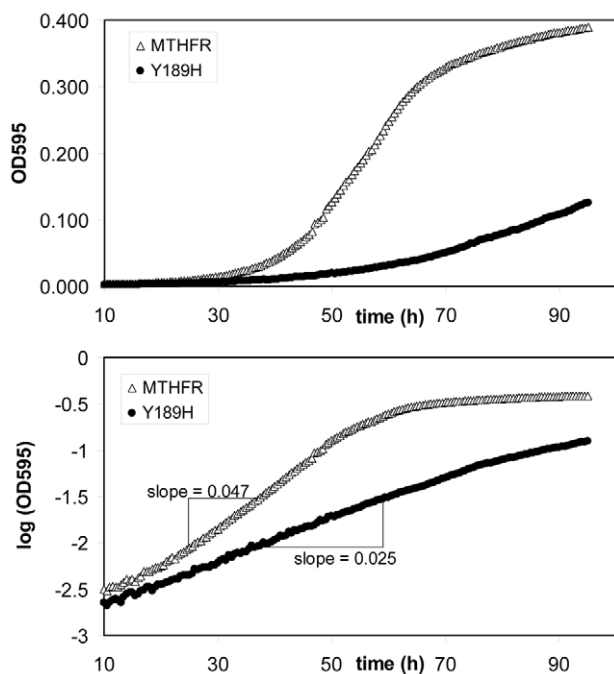 0.400
0.300
0.200
0.100
0.000
OD595
MTHFR
Y189H
10 30 50 70 90
time (h)
0
-0.5
-1
-1.5
-2
-2.5
-3
log (OD595)
MTHFR
Y189H
slope = 0.047
slope = 0.025
10 30 50 70 90
time (h)